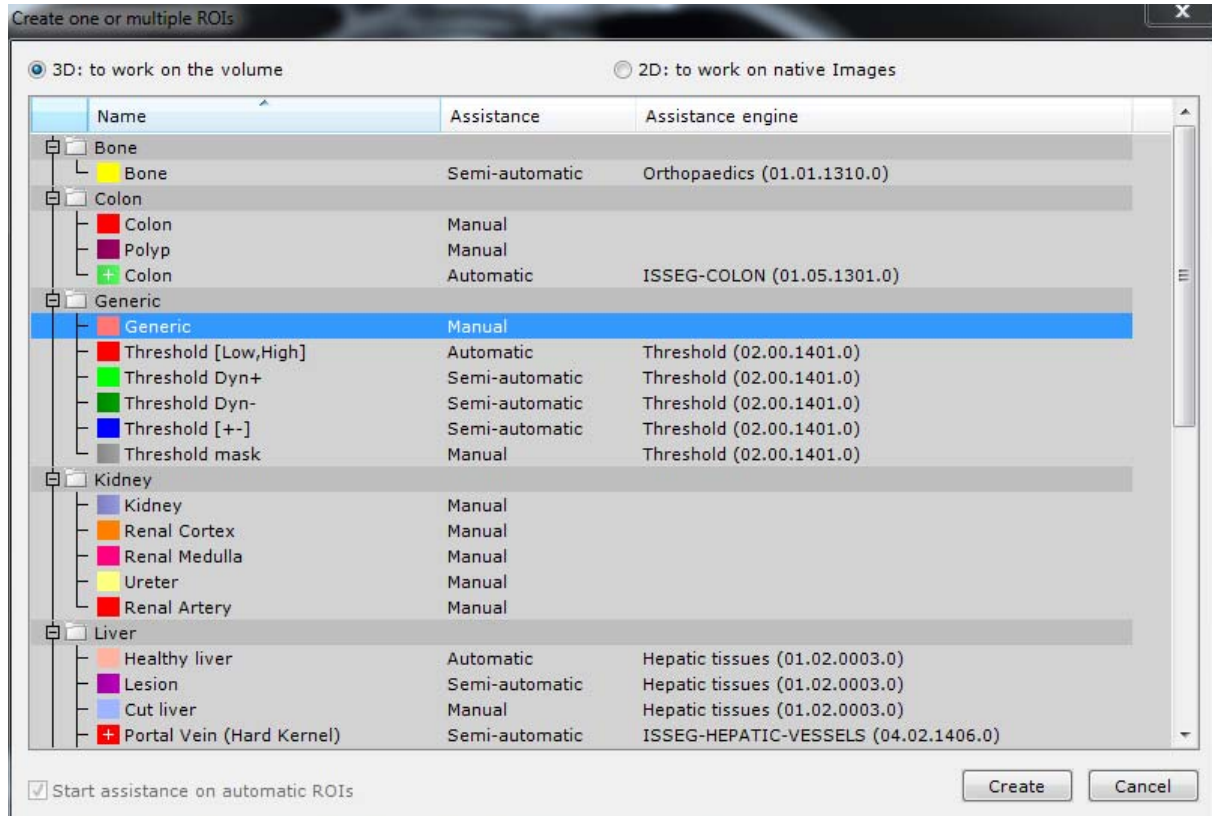 Create one or multiple ROIs
x
3D: to work on the volume 2D: to work on native Images
Name Assistance Assistance engine
Bone
Bone Semi-automatic Orthopaedics (01.01.1310.0)
Colon
Colon Manual
Polyp Manual
Colon Automatic ISSEG-COLON (01.05.1301.0)
Generic
Generic Manual
Threshold [Low,High] Automatic Threshold (02.00.1401.0)
Threshold Dyn+ Semi-automatic Threshold (02.00.1401.0)
Threshold Dyn- Semi-automatic Threshold (02.00.1401.0)
Threshold [+-] Semi-automatic Threshold (02.00.1401.0)
Threshold mask Manual Threshold (02.00.1401.0)
Kidney
Kidney Manual
Renal Cortex Manual
Renal Medulla Manual
Ureter Manual
Renal Artery Manual
Liver
Healthy liver Automatic Hepatic tissues (01.02.0003.0)
Lesion Semi-automatic Hepatic tissues (01.02.0003.0)
Cut liver Manual Hepatic tissues (01.02.0003.0)
Portal Vein (Hard Kernel) Semi-automatic ISSEG-HEPATIC-VESSELS (04.02.1406.0)
Start assistance on automatic ROIs Create Cancel